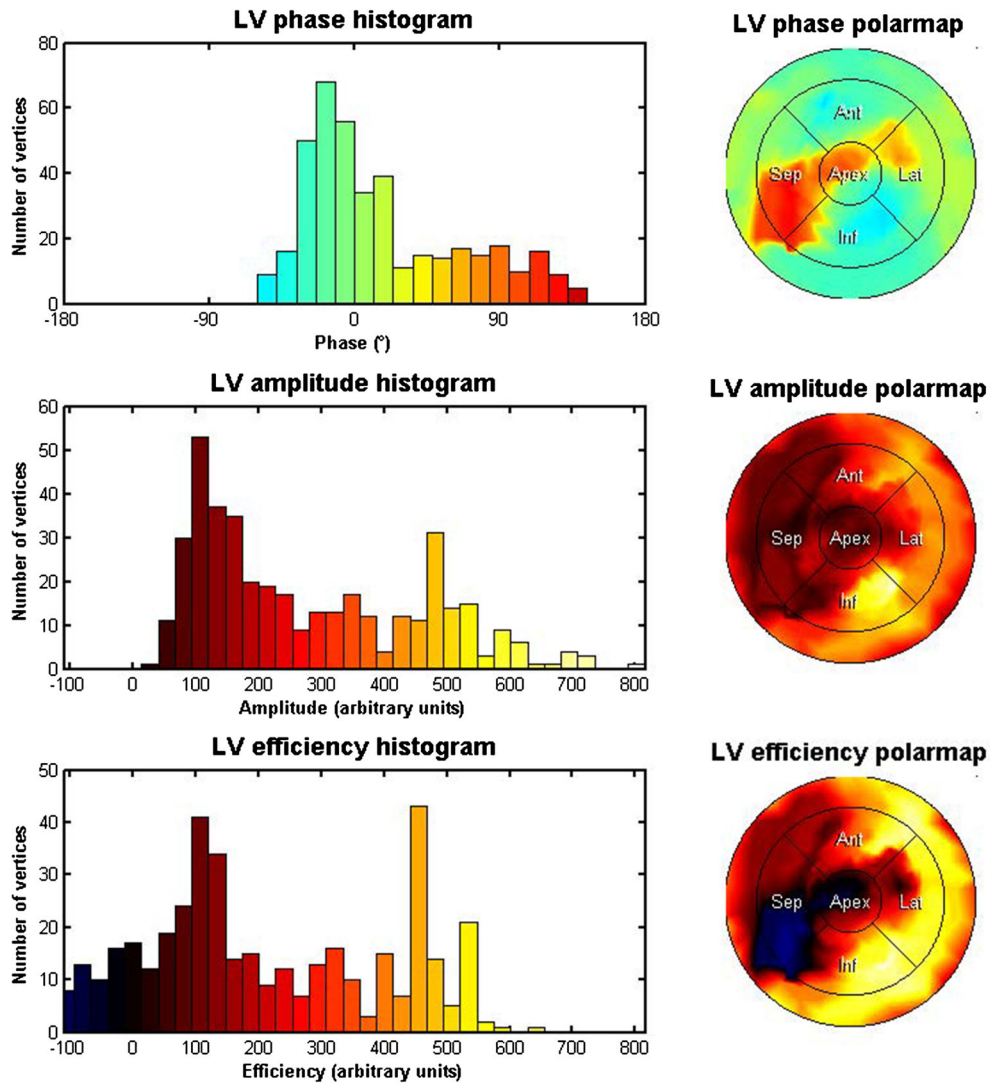 LV phase histogram
LV phase polarmap
Number of vertices
80
60
40
20
0
-180
-90
0
90
180
Phase (°)
Ant
Sep
Apex
Lat
Inf
LV amplitude histogram
LV amplitude polarmap
Number of vertices
60
50
40
30
20
10
0
-100
0
100
200
300
400
500
600
700
800
Amplitude (arbitrary units)
Ant
Sep
Apex
Lat
Inf
LV efficiency histogram
LV efficiency polarmap
Number of vertices
50
40
30
20
10
0
-100
0
100
200
300
400
500
600
700
800
Efficiency (arbitrary units)
Ant
Sep
Apex
Lat
Inf